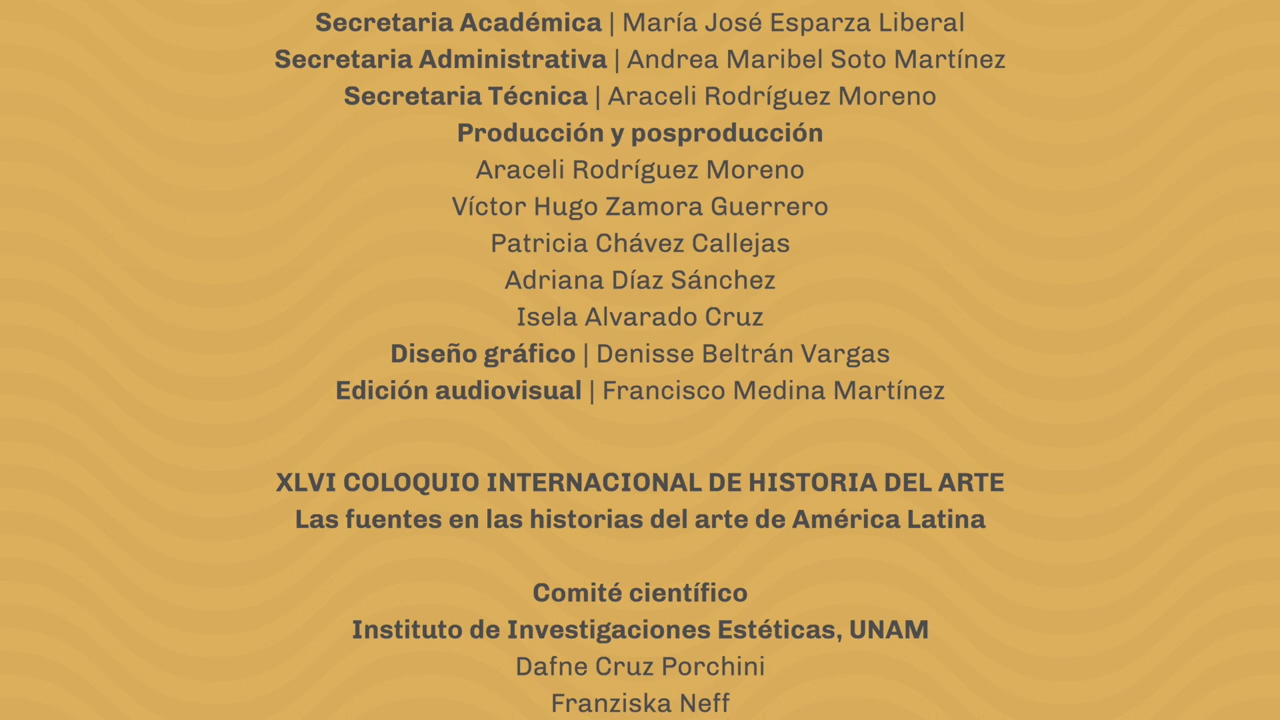 Secretaria Académica | María José Esparza Liberal
Secretaria Administrativa | Andrea Maribel Soto Martínez
Secretaria Técnica | Araceli Rodríguez Moreno
Producción y posproducción
Araceli Rodríguez Moreno
Víctor Hugo Zamora Guerrero
Patricia Chávez Callejas
Adriana Díaz Sánchez
Isela Alvarado Cruz
Diseño gráfico | Denisse Beltrán Vargas
Edición audiovisual | Francisco Medina Martínez
XLVI COLOQUIO INTERNACIONAL DE HISTORIA DEL ARTE
Las fuentes en las historias del arte de América Latina
Comité científico
Instituto de Investigaciones Estéticas, UNAM
Dafne Cruz Porchini
Franziska Neff